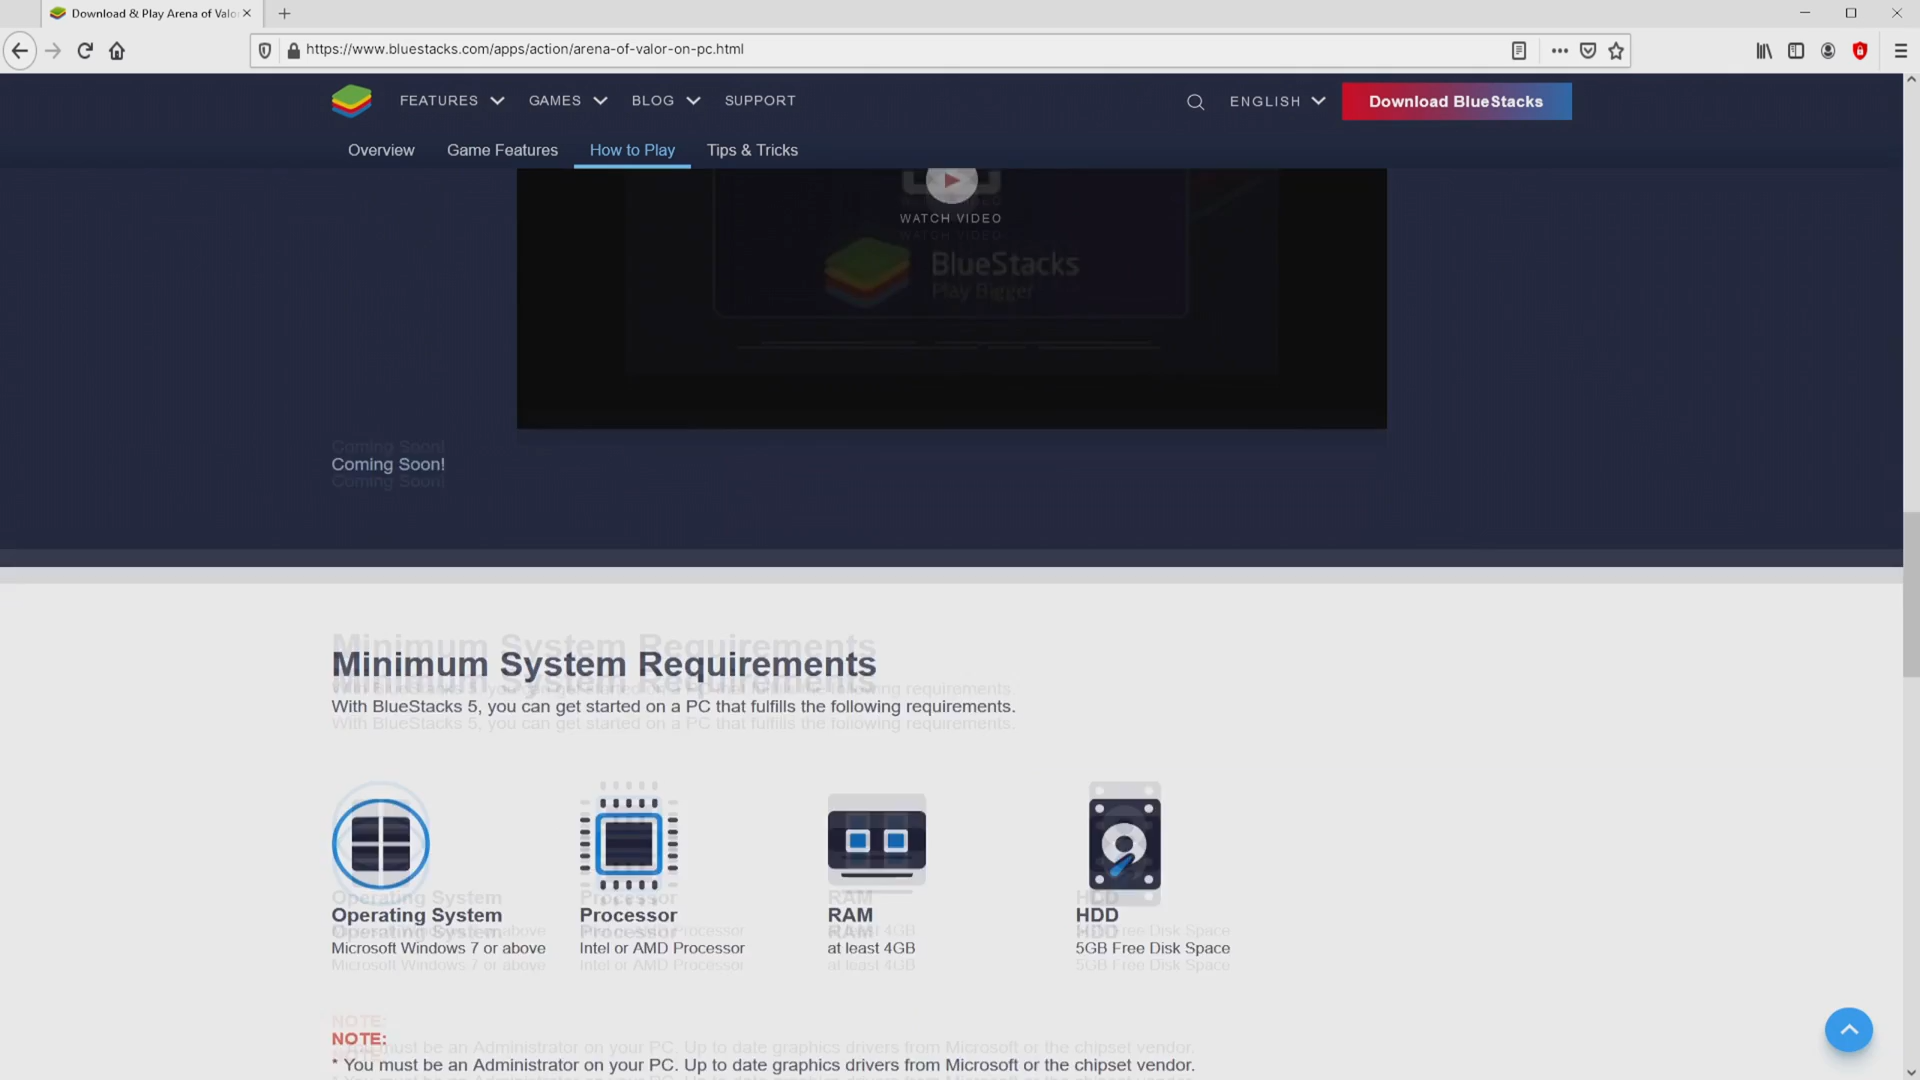 Download & Play Arena of Valo
https://www.bluestacks.com/apps/action/arena-of-valor-on-pc.html
FEATURES GAMES BLOG SUPPORT
ENGLISH Download BlueStacks
Overview Game Features How to Play Tips & Tricks
WATCH VIDEO
BlueStacks
Play Bigger
Coming Soon!
Minimum System Requirements
With BlueStacks 5, you can get started on a PC that fulfills the following requirements.
Operating System Processor RAM HDD
Microsoft Windows 7 or above Intel or AMD Processor at least 4GB 5GB Free Disk Space
NOTE:
* You must be an Administrator on your PC. Up to date graphics drivers from Microsoft or the chipset vendor.